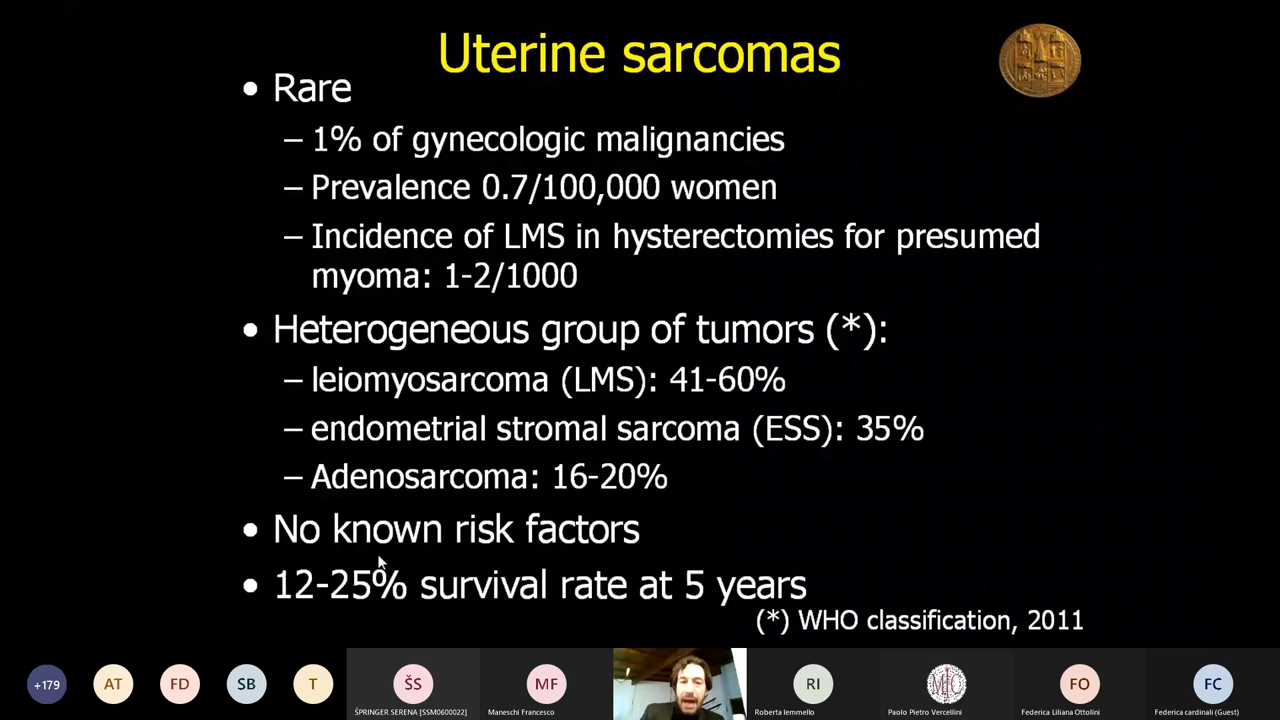 Uterine sarcomas
• Rare
– 1% of gynecologic malignancies
– Prevalence 0.7/100,000 women
– Incidence of LMS in hysterectomies for presumed
myoma: 1-2/1000
• Heterogeneous group of tumors (*):
– leiomyosarcoma (LMS): 41-60%
– endometrial stromal sarcoma (ESS): 35%
– Adenosarcoma: 16-20%
• No known risk factors
• 12-25% survival rate at 5 years
(*) WHO classification, 2011
+179
AT
FD
SB
T
ŠS
MF
RI
FO
FC
ŠPRINGER SERENA [SSM0600022]
Maneschi Francesco
Roberta Iemmello
Paolo Pietro Vercellini
Federica Liliana Ottolini
Federica cardinali (Guest)